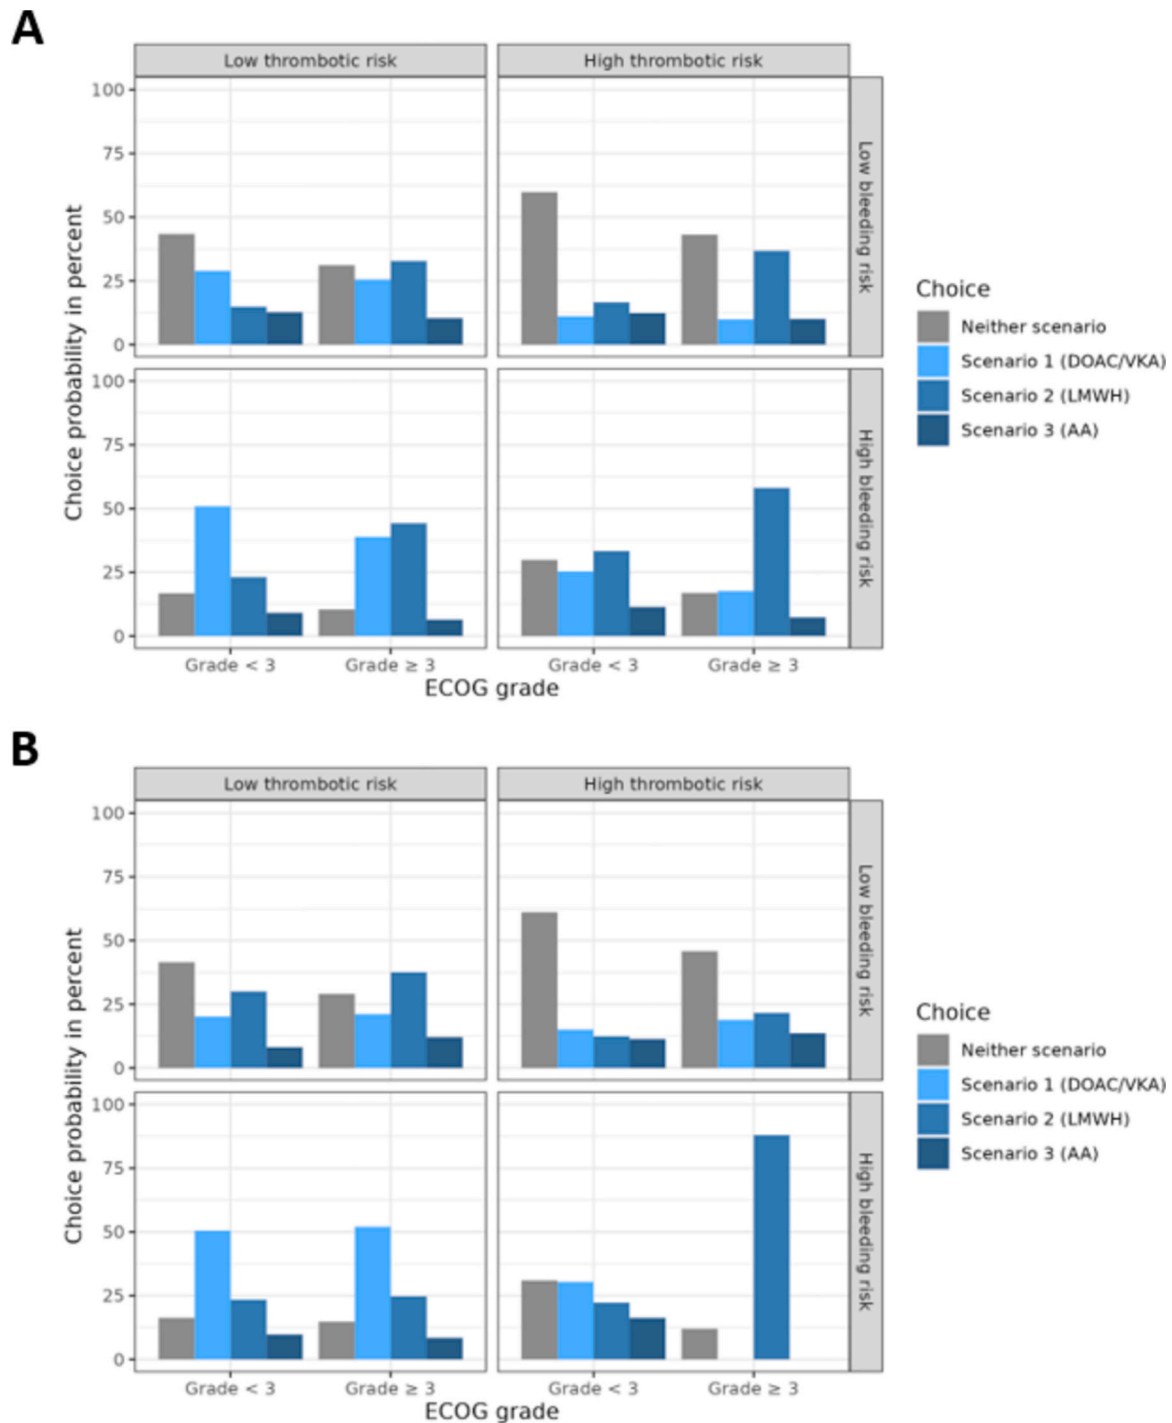 A
Low thrombotic risk
High thrombotic risk
100
75
50
25
0
Low bleeding risk
100
75
50
25
0
High bleeding risk
Choice probability in percent
Grade < 3
Grade ≥ 3
Grade < 3
Grade ≥ 3
ECOG grade
Choice
Neither scenario
Scenario 1 (DOAC/VKA)
Scenario 2 (LMWH)
Scenario 3 (AA)
B
Low thrombotic risk
High thrombotic risk
100
75
50
25
0
Low bleeding risk
100
75
50
25
0
High bleeding risk
Choice probability in percent
Grade < 3
Grade ≥ 3
Grade < 3
Grade ≥ 3
ECOG grade
Choice
Neither scenario
Scenario 1 (DOAC/VKA)
Scenario 2 (LMWH)
Scenario 3 (AA)